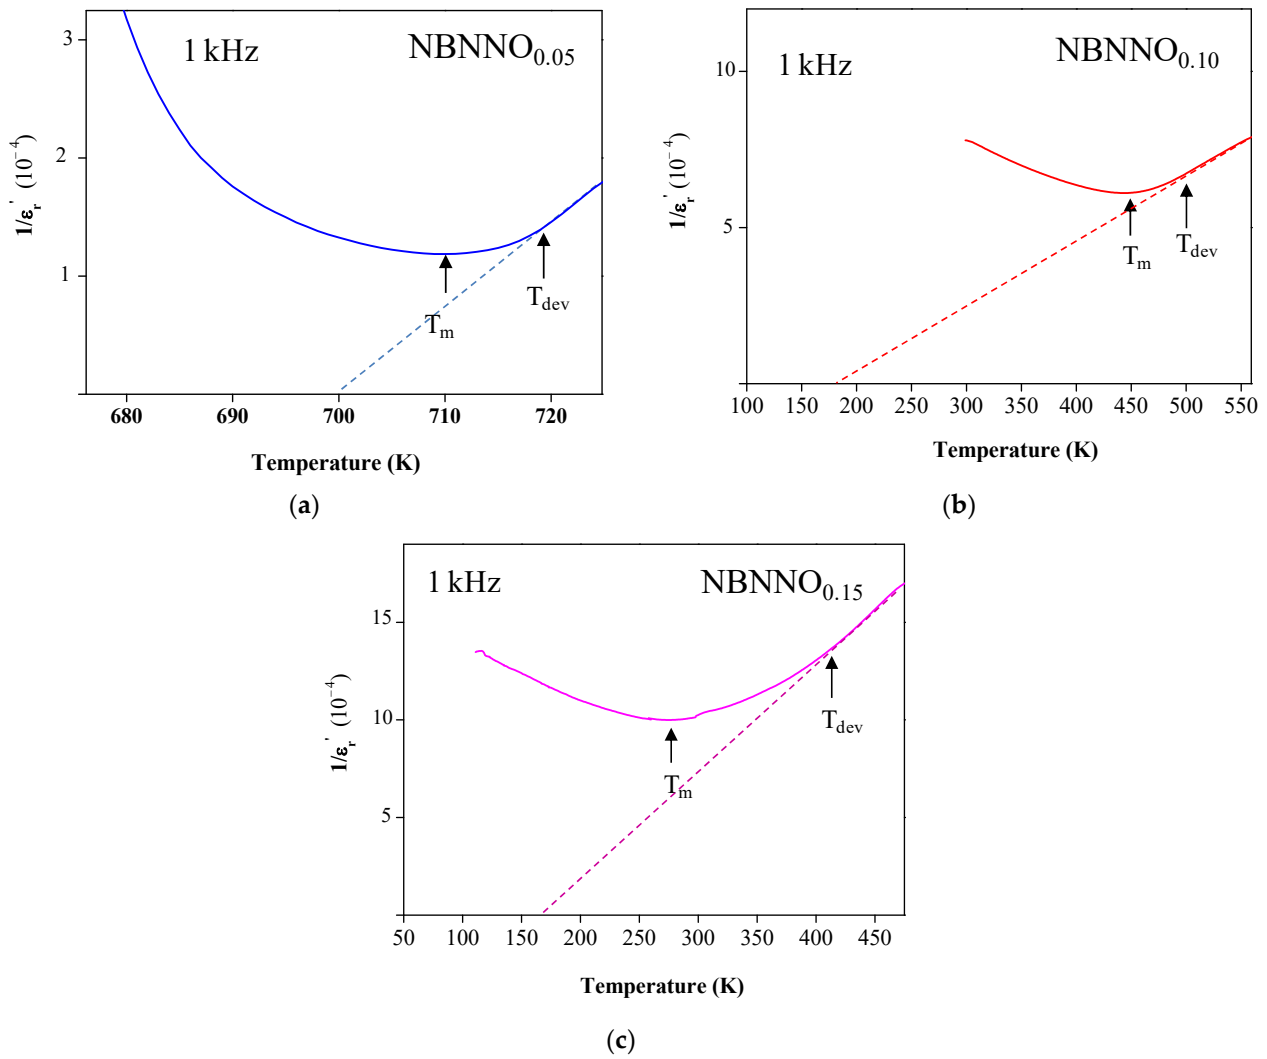 1 kHz
NBNNO0.05
3
2
1
1/εr' (10−4)
Tm
Tdev
680 690 700 710 720
Temperature (K)
(a)
1 kHz
NBNNO0.10
10
5
1/εr' (10−4)
Tm
Tdev
100 150 200 250 300 350 400 450 500 550
Temperature (K)
(b)
1 kHz
NBNNO0.15
15
10
5
1/εr' (10−4)
Tm
Tdev
50 100 150 200 250 300 350 400 450
Temperature (K)
(c)